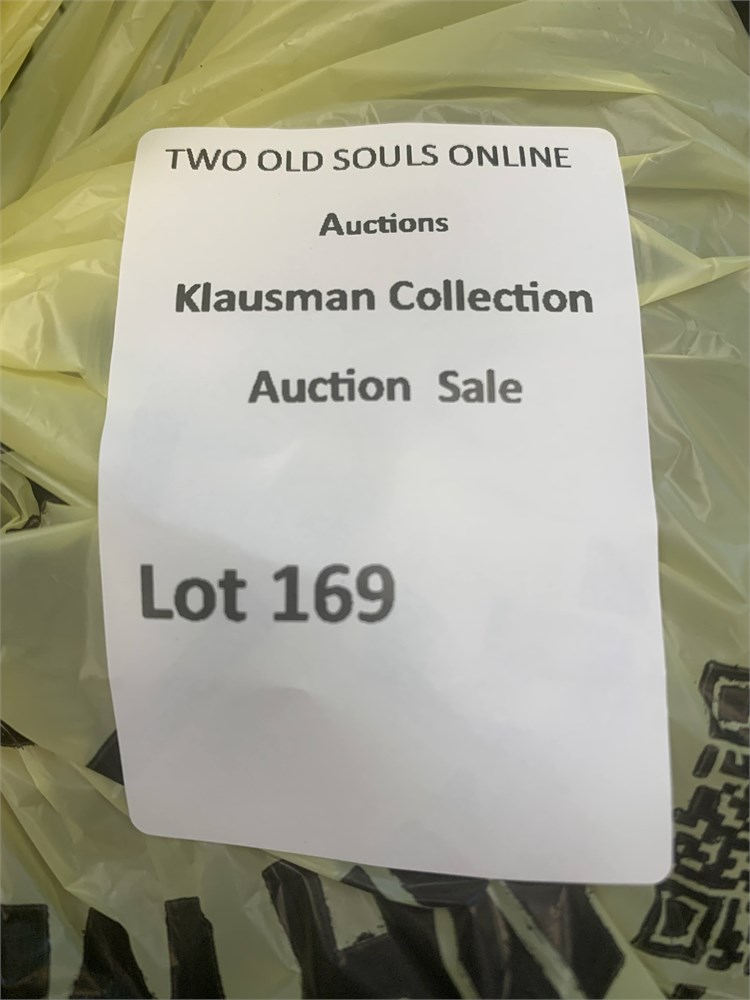 TWO OLD SOULS ONLINE
Auctions
Klausman Collection
Auction Sale
Lot 169